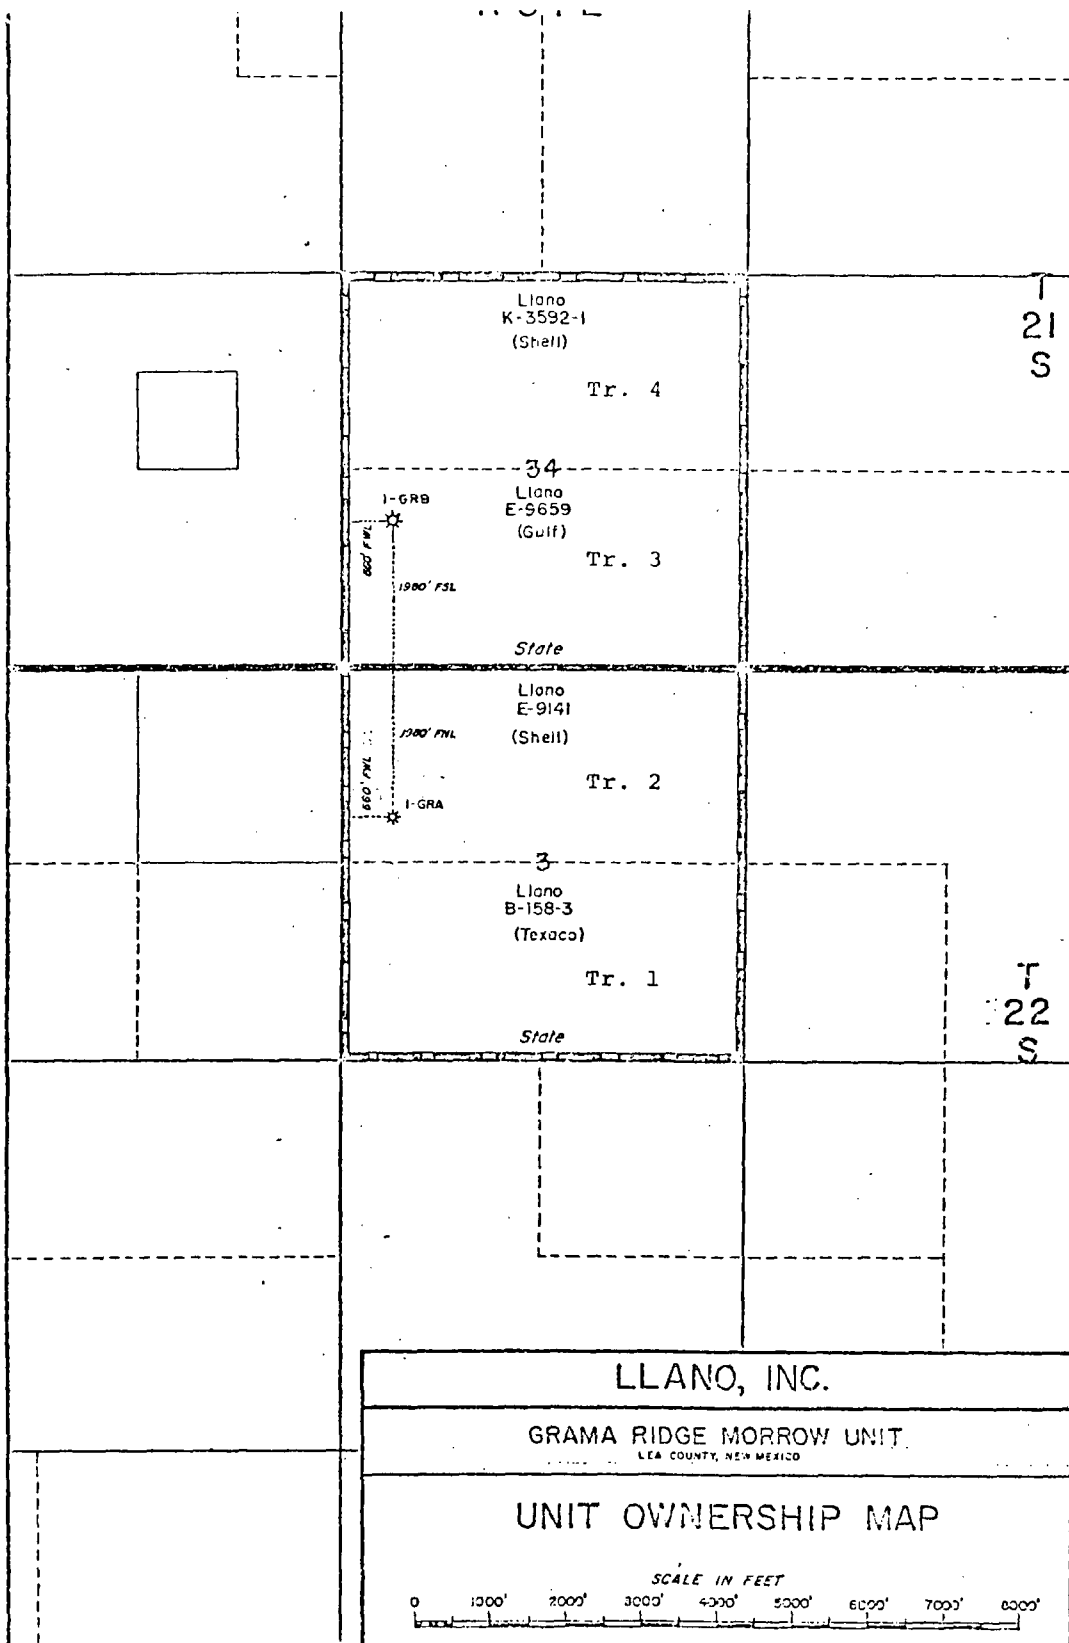 Llano
K-3592-1
(Shell)
Tr. 4
T
21
S
34
1-GRB
Llano
E-9659
(Gulf)
Tr. 3
660' FWL
1980' FSL
State
Llano
E-9141
(Shell)
Tr. 2
1980' FNL
660' FWL
1-GRA
3
Llano
B-158-3
(Texaco)
Tr. 1
State
T
22
S
LLANO, INC.
GRAMA RIDGE MORROW UNIT
LEA COUNTY, NEW MEXICO
UNIT OWNERSHIP MAP
SCALE IN FEET
0 1000' 2000' 3000' 4000' 5000' 6000' 7000' 8000'